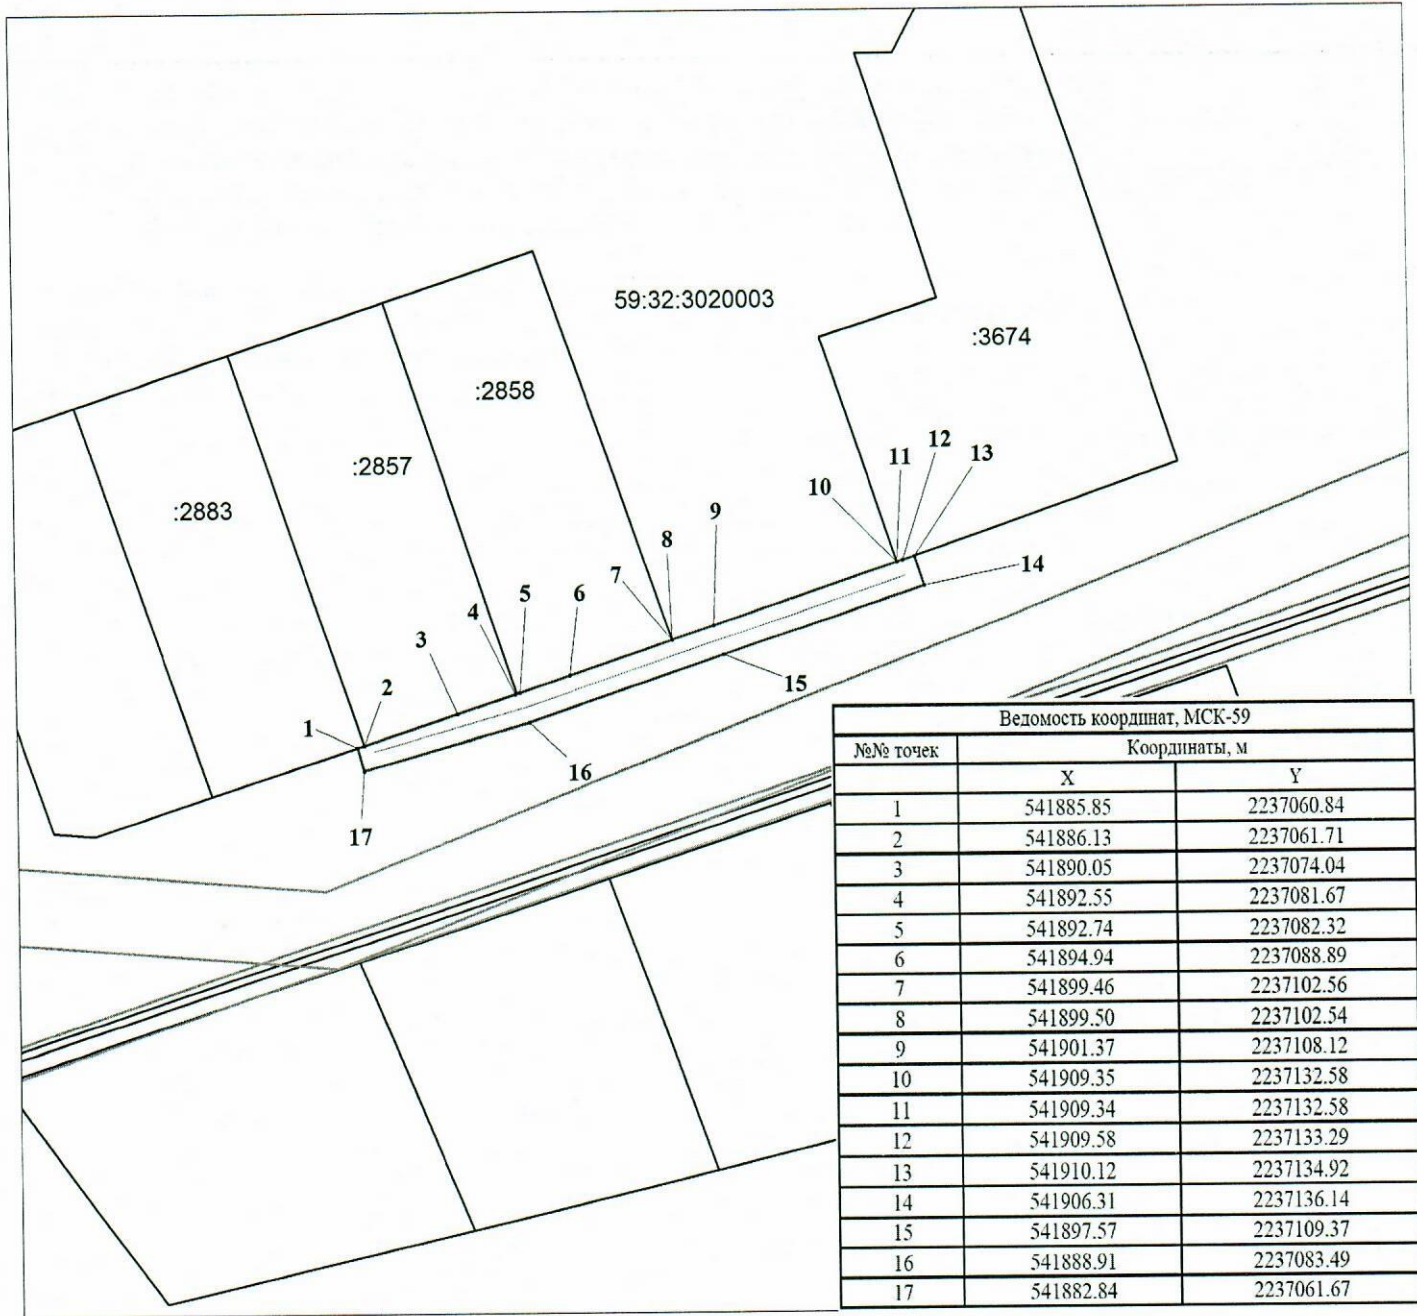 59:32:3020003
:3674
:2858
:2857
:2883
12
11
13
10
9
8
14
7
6
5
4
3
15
2
1
16
17
Ведомость координат, МСК-59
№№ точек Координаты, м
X Y
1 541885.85 2237060.84
2 541886.13 2237061.71
3 541890.05 2237074.04
4 541892.55 2237081.67
5 541892.74 2237082.32
6 541894.94 2237088.89
7 541899.46 2237102.56
8 541899.50 2237102.54
9 541901.37 2237108.12
10 541909.35 2237132.58
11 541909.34 2237132.58
12 541909.58 2237133.29
13 541910.12 2237134.92
14 541906.31 2237136.14
15 541897.57 2237109.37
16 541888.91 2237083.49
17 541882.84 2237061.67